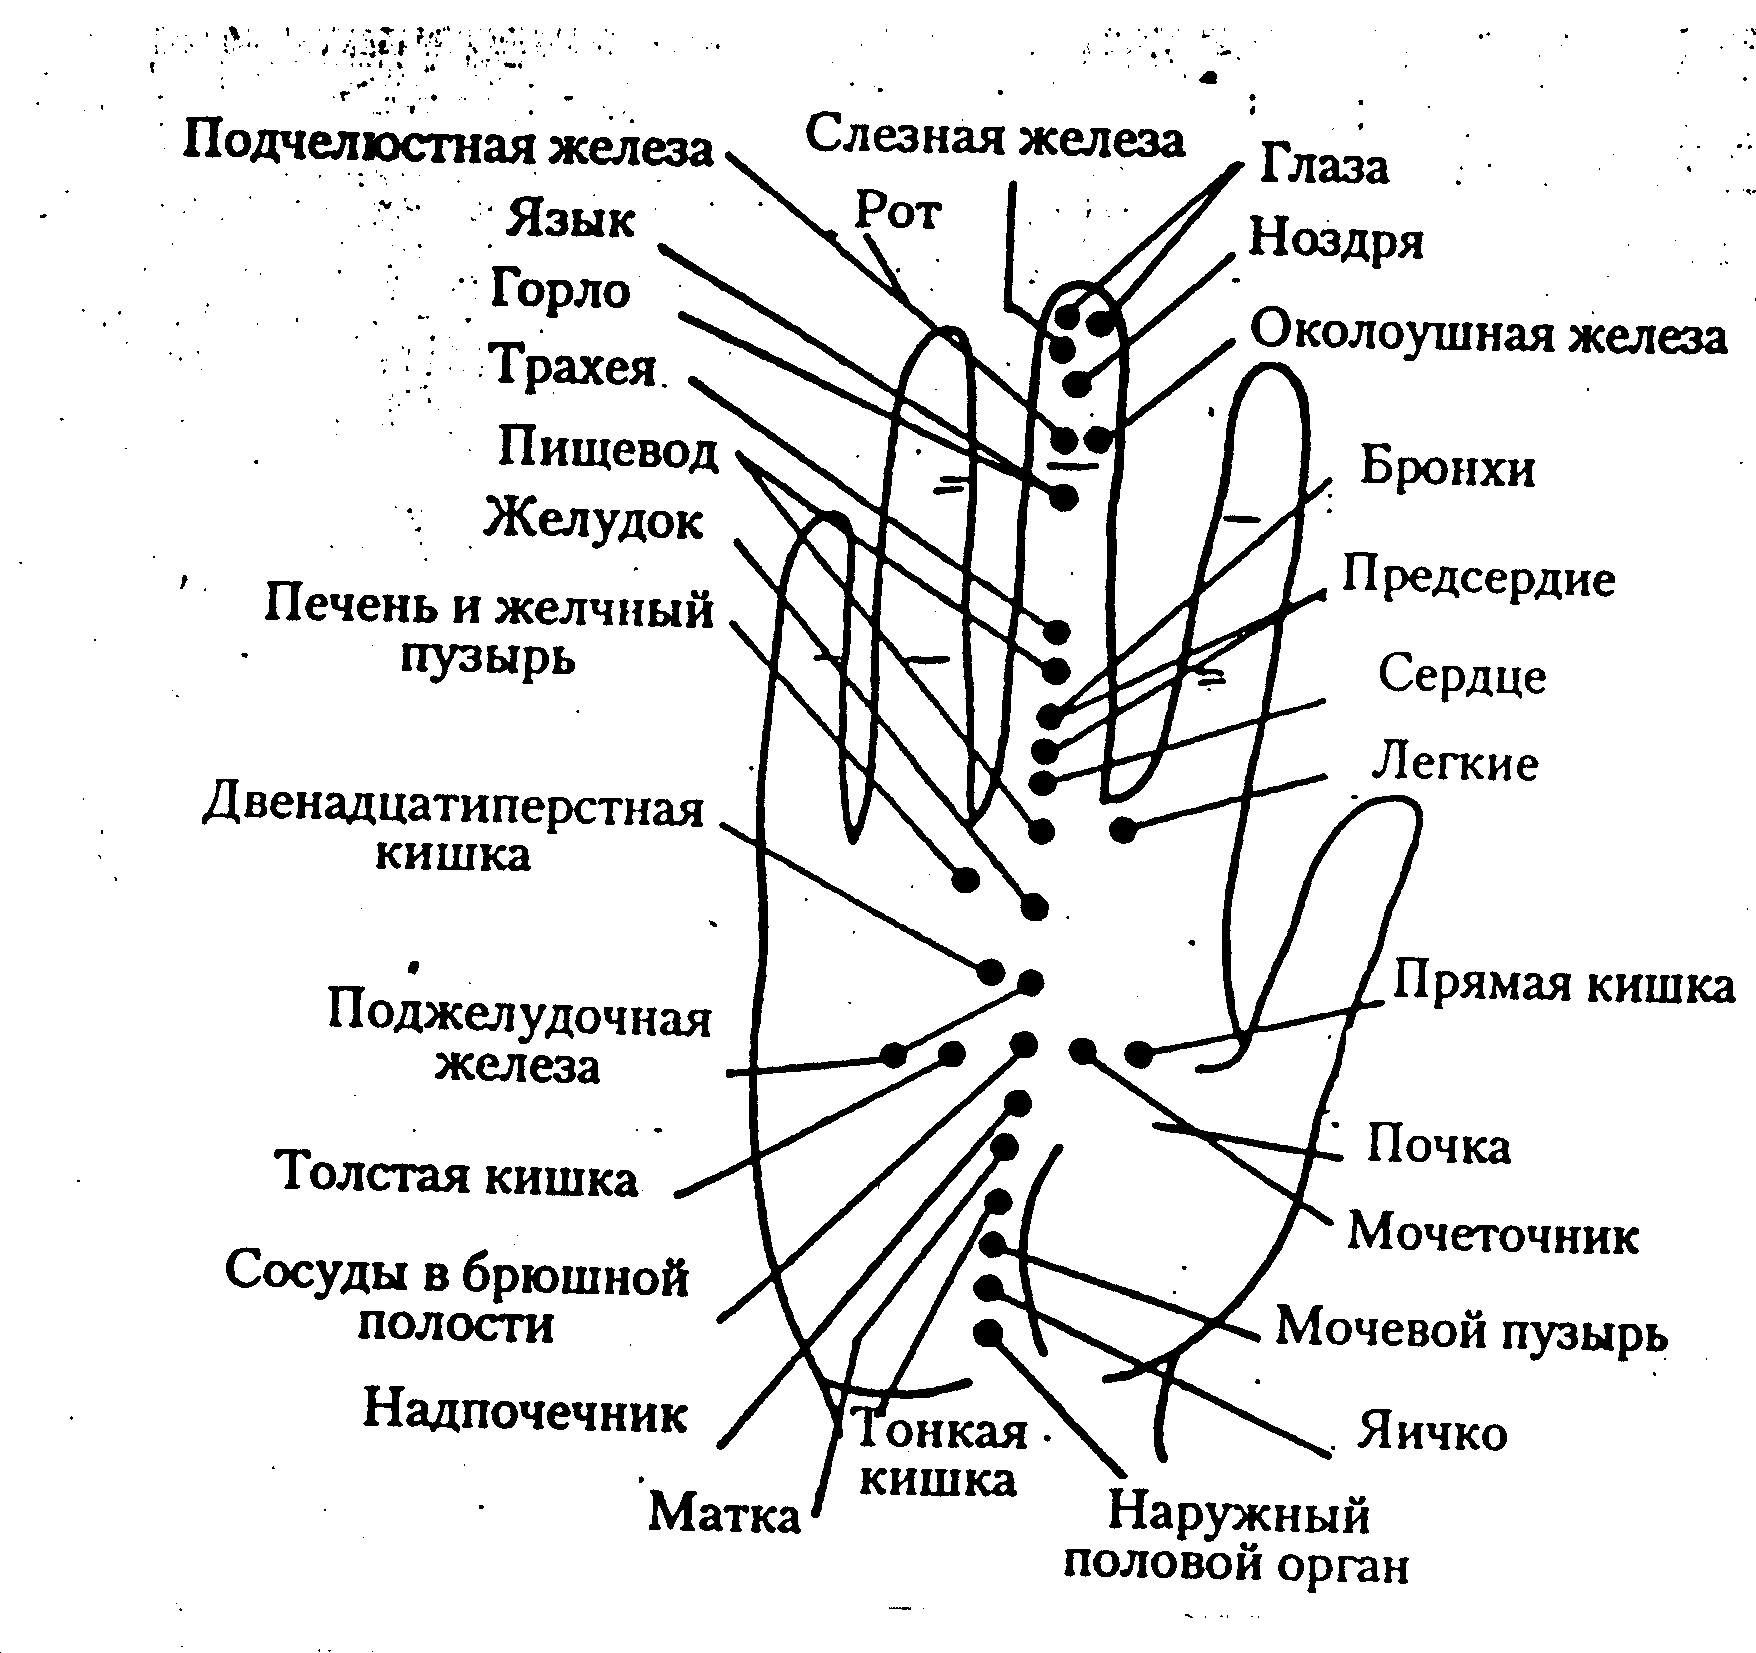 Подчелюстная железа
Слезная железа
Глаза
Язык
Рот
Ноздря
Горло
Околоушная железа
Трахея
Пищевод
Бронхи
Желудок
Предсердие
Печень и желчный
пузырь
Сердце
Легкие
Двенадцатиперстная
кишка
Прямая кишка
Поджелудочная
железа
Почка
Толстая кишка
Мочеточник
Сосуды в брюшной
полости
Мочевой пузырь
Надпочечник
Тонкая
кишка
Яичко
Матка
Наружный
половой орган